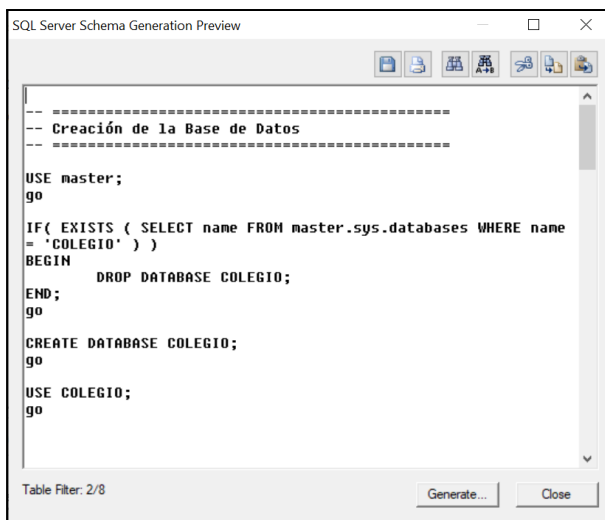 SQL Server Schema Generation Preview
A↔B
-- =============================================
-- Creación de la Base de Datos
-- =============================================
USE master;
go
IF( EXISTS ( SELECT name FROM master.sys.databases WHERE name
= 'COLEGIO' ) )
BEGIN
DROP DATABASE COLEGIO;
END;
go
CREATE DATABASE COLEGIO;
go
USE COLEGIO;
go
Table Filter: 2/8
Generate...
Close